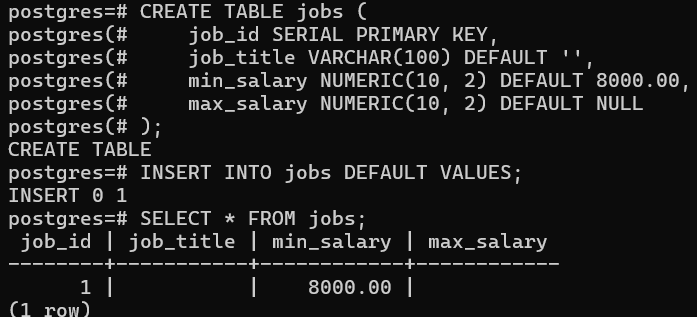 postgres=# CREATE TABLE jobs (
postgres(#     job_id SERIAL PRIMARY KEY,
postgres(#     job_title VARCHAR(100) DEFAULT '',
postgres(#     min_salary NUMERIC(10, 2) DEFAULT 8000.00,
postgres(#     max_salary NUMERIC(10, 2) DEFAULT NULL
postgres(# );
CREATE TABLE
postgres=# INSERT INTO jobs DEFAULT VALUES;
INSERT 0 1
postgres=# SELECT * FROM jobs;
 job_id | job_title | min_salary | max_salary
--------+-----------+------------+------------
      1 |           |    8000.00 |
(1 row)